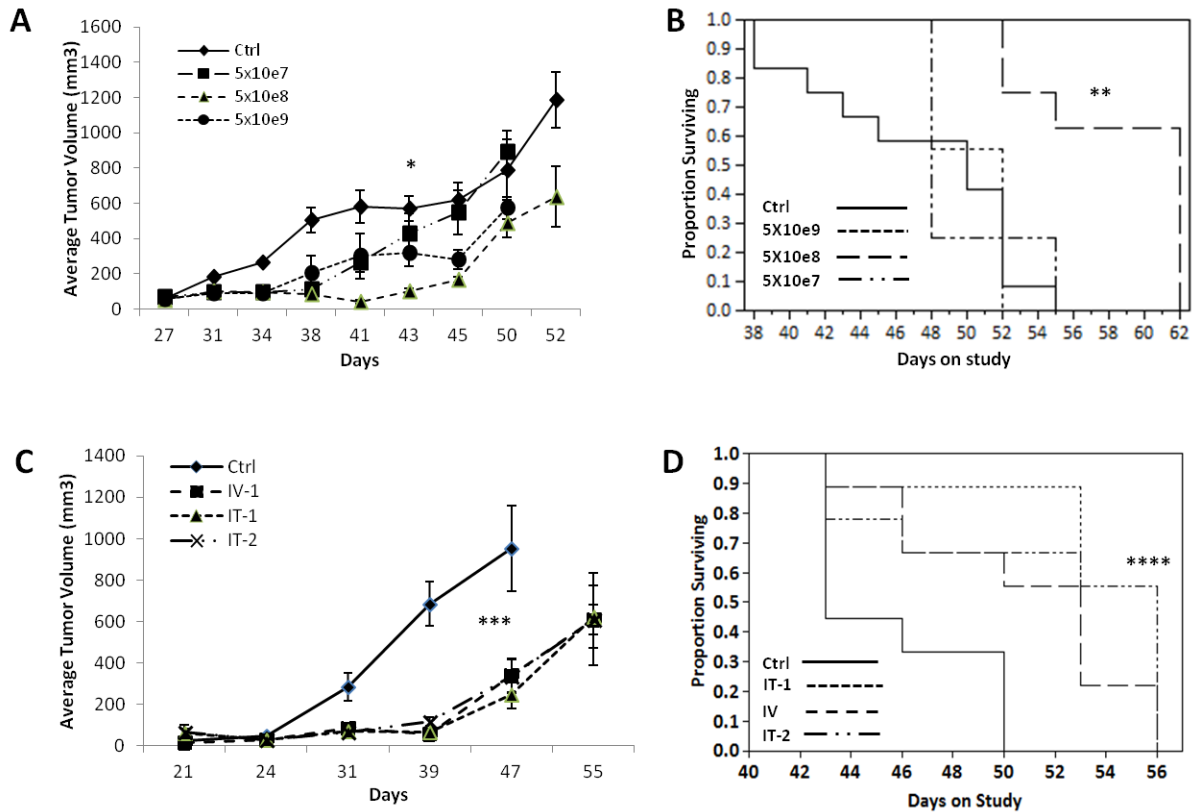 A
Average Tumor Volume (mm3)
1600
1400
1200
1000
800
600
400
200
0
Ctrl
5x10e7
5x10e8
5x10e9
*
27 31 34 38 41 43 45 50 52
Days
B
Proportion Surviving
1.0
0.9
0.8
0.7
0.6
0.5
0.4
0.3
0.2
0.1
0.0
**
Ctrl
5X10e9
5X10e8
5X10e7
38 40 42 44 46 48 50 52 54 56 58 60 62
Days on study
C
Average Tumor Volume (mm3)
1400
1200
1000
800
600
400
200
0
Ctrl
IV-1
IT-1
IT-2
***
21 24 31 39 47 55
Days
D
Proportion Surviving
1.0
0.9
0.8
0.7
0.6
0.5
0.4
0.3
0.2
0.1
0.0
****
Ctrl
IT-1
IV
IT-2
40 42 44 46 48 50 52 54 56
Days on Study